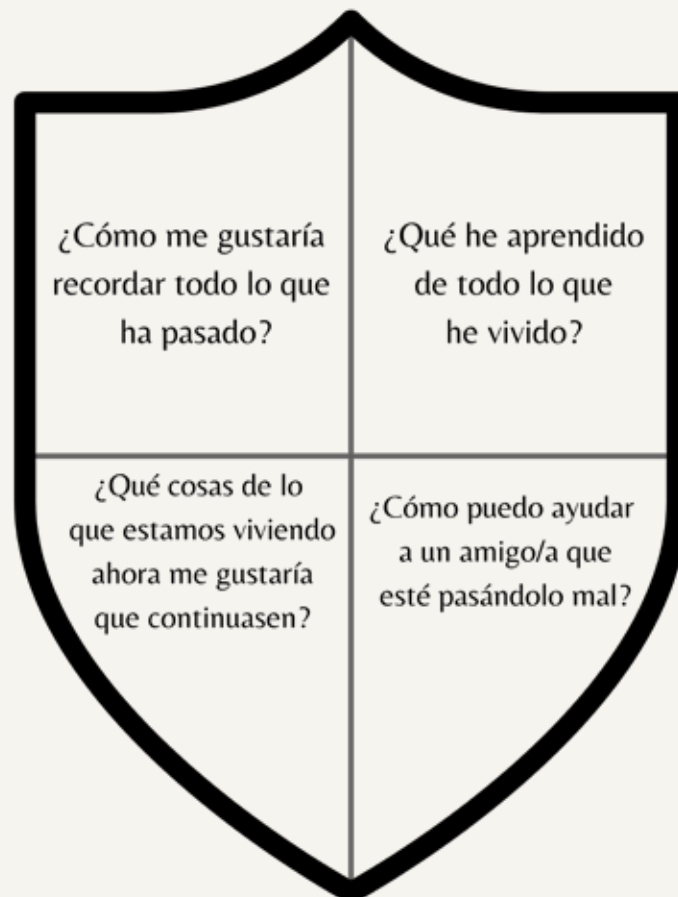 ¿Cómo me gustaría
recordar todo lo que
ha pasado?
¿Qué he aprendido
de todo lo que
he vivido?
¿Qué cosas de lo
que estamos viviendo
ahora me gustaría
que continuasen?
¿Cómo puedo ayudar
a un amigo/a que
esté pasándolo mal?